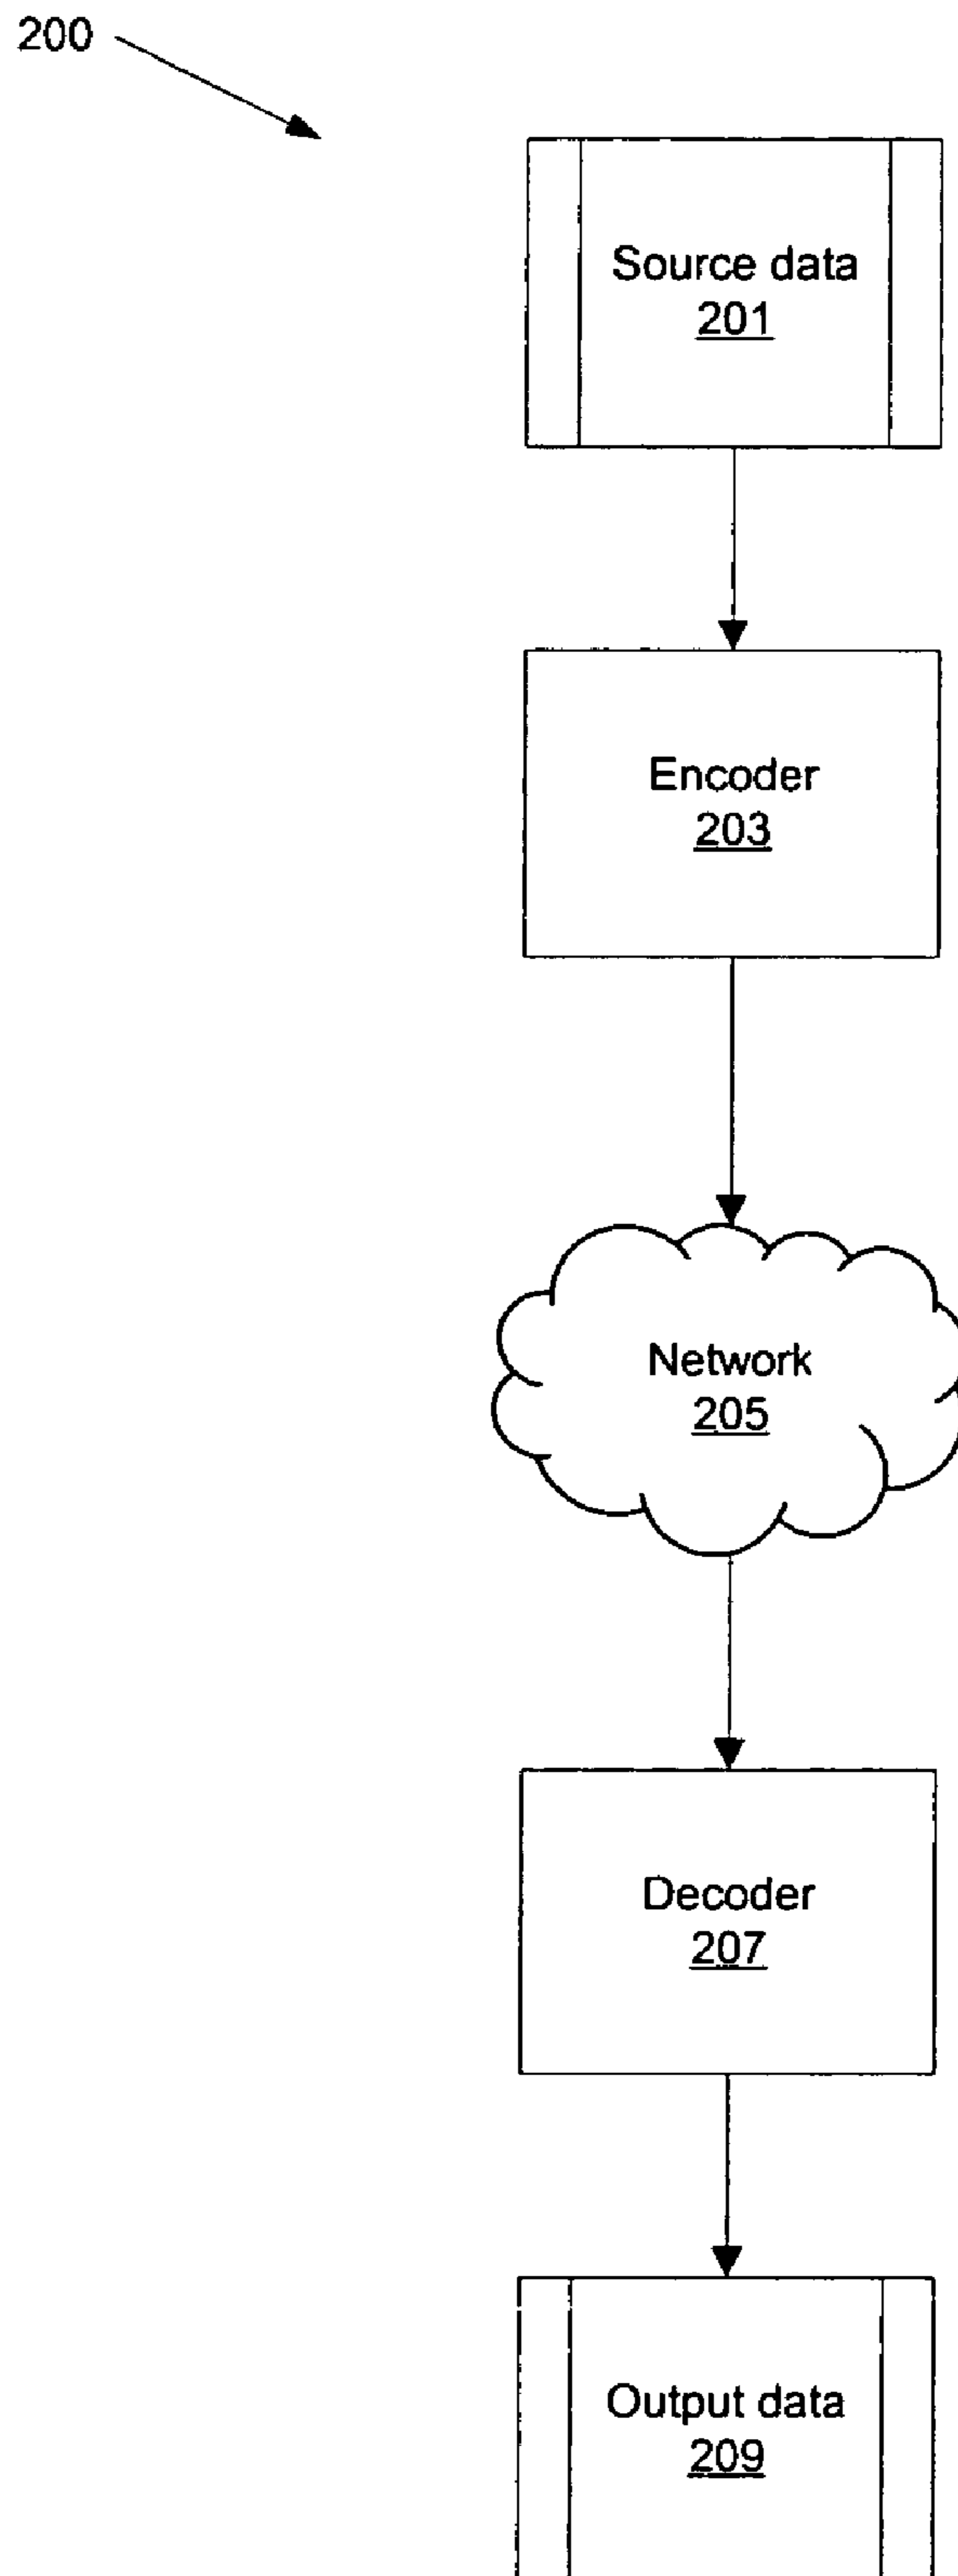 200
Source data
201
Encoder
203
Network
205
Decoder
207
Output data
209